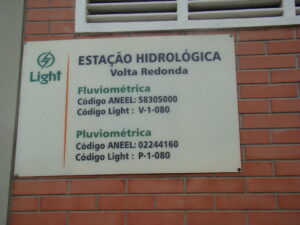 Light
ESTAÇÃO HIDROLÓGICA
Volta Redonda
Fluviométrica
Código ANEEL: 58305000
Código Light : V-1-080
Pluviométrica
Código ANEEL: 02244160
Código Light : P-1-080